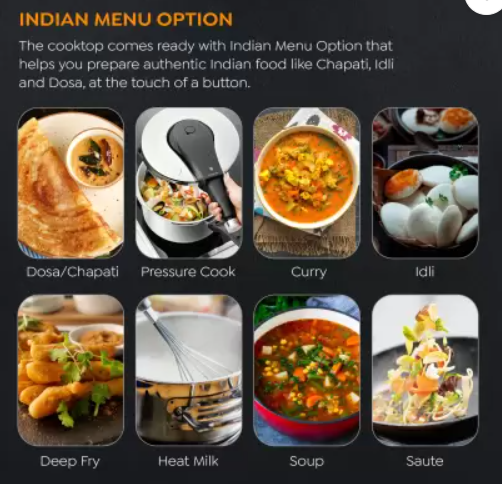 INDIAN MENU OPTION
The cooktop comes ready with Indian Menu Option that
helps you prepare authentic Indian food like Chapati, Idli
and Dosa, at the touch of a button.
Dosa/Chapati Pressure Cook Curry Idli
Deep Fry Heat Milk Soup Saute